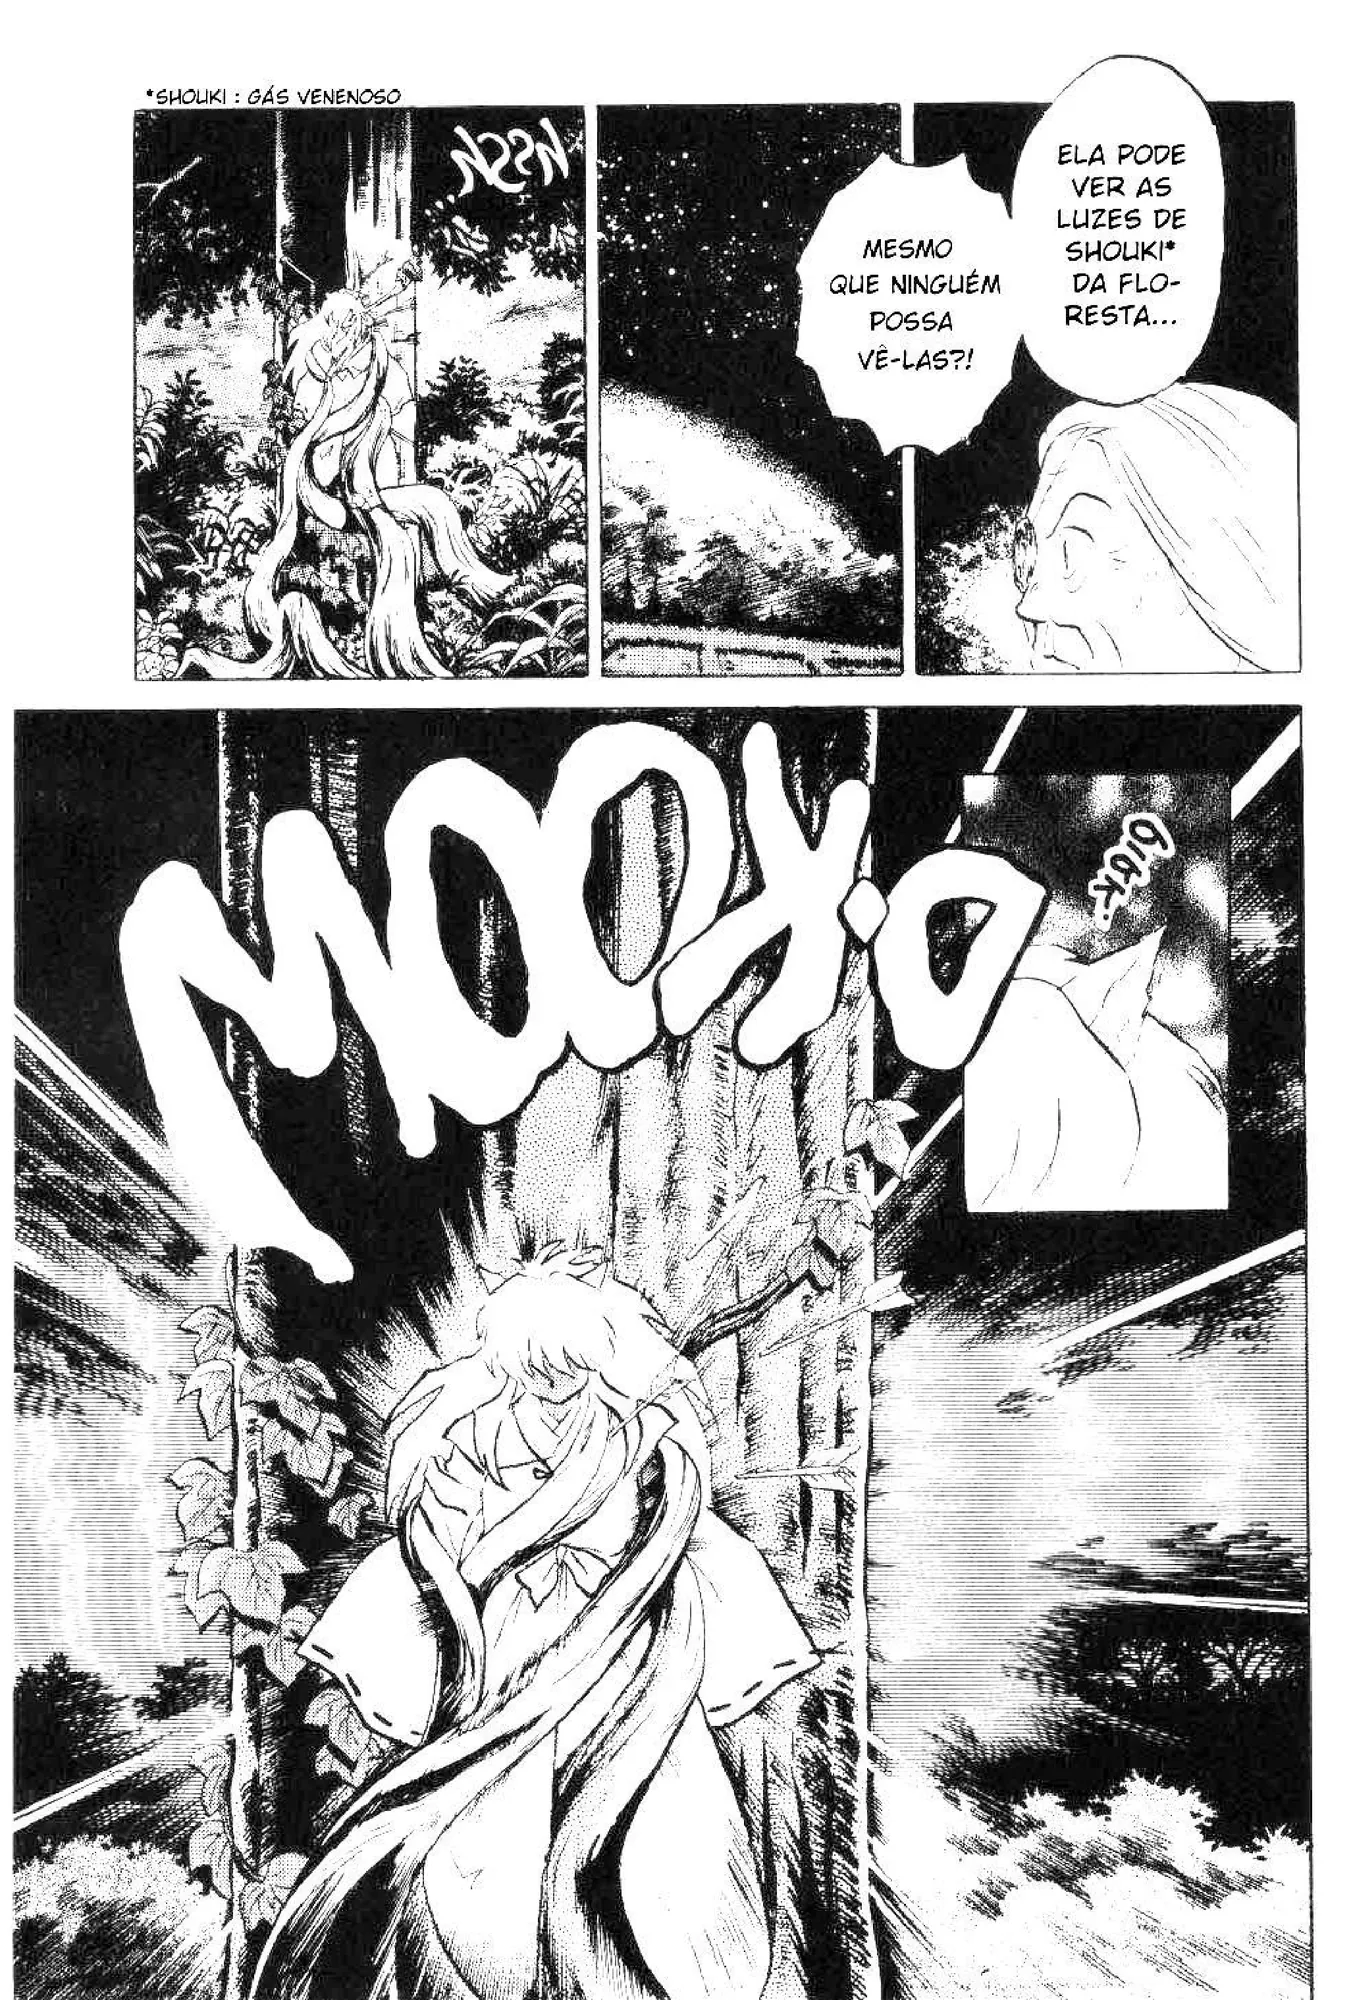 *SHOUKI : GÁS VENENOSO
ELA PODE
VER AS
LUZES DE
SHOUKI*
DA FLO-
RESTA...
MESMO
QUE NINGUÉM
POSSA
VÊ-LAS?!